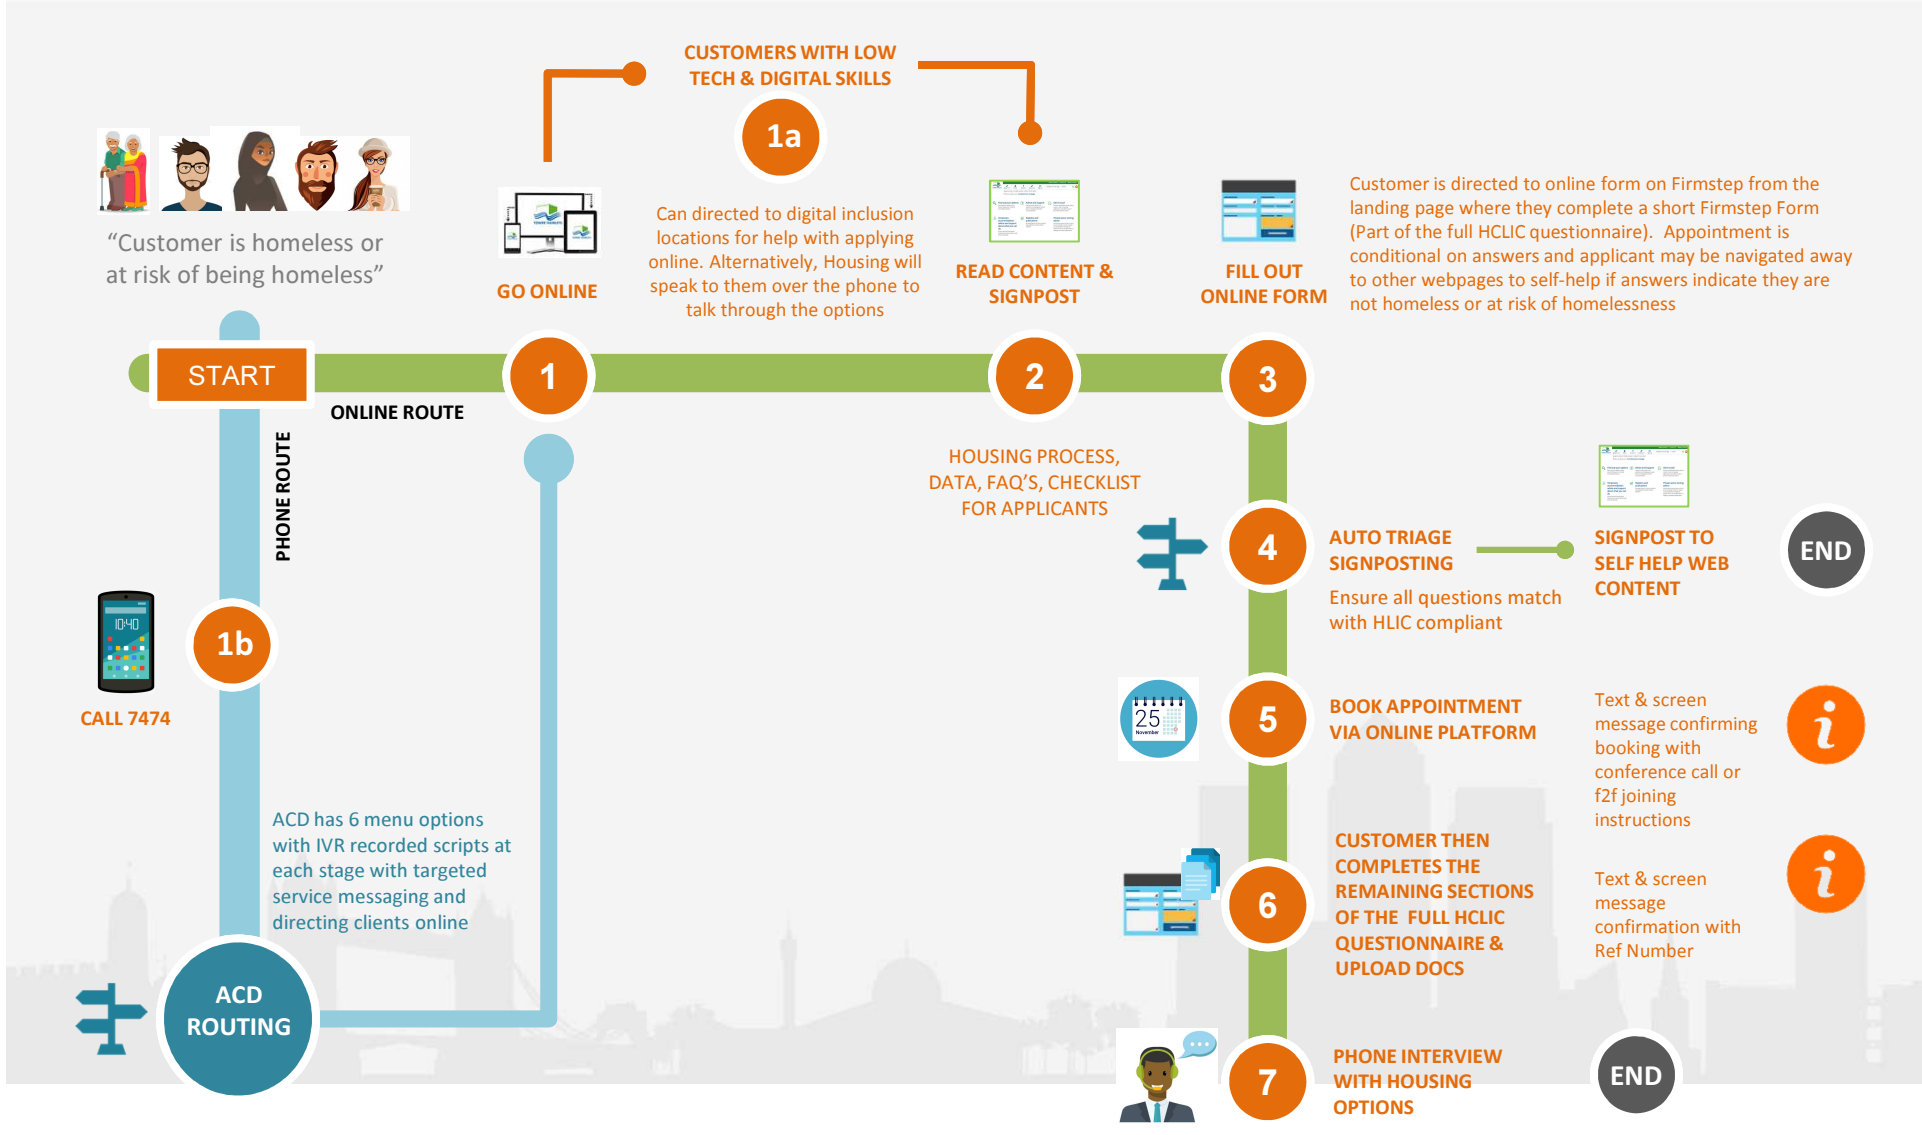 CUSTOMERS WITH LOW
TECH & DIGITAL SKILLS
1a
"Customer is homeless or
at risk of being homeless"
GO ONLINE
Can directed to digital inclusion
locations for help with applying
online. Alternatively, Housing will
speak to them over the phone to
talk through the options
READ CONTENT &
SIGNPOST
FILL OUT
ONLINE FORM
Customer is directed to online form on Firmstep from the
landing page where they complete a short Firmstep Form
(Part of the full HCLIC questionnaire).  Appointment is
conditional on answers and applicant may be navigated away
to other webpages to self-help if answers indicate they are
not homeless or at risk of homelessness
START
1
2
3
ONLINE ROUTE
PHONE ROUTE
HOUSING PROCESS,
DATA, FAQ'S, CHECKLIST
FOR APPLICANTS
4
AUTO TRIAGE
SIGNPOSTING
Ensure all questions match
with HLIC compliant
SIGNPOST TO
SELF HELP WEB
CONTENT
END
10:40
1b
CALL 7474
25
November
5
BOOK APPOINTMENT
VIA ONLINE PLATFORM
Text & screen
message confirming
booking with
conference call or
f2f joining
instructions
i
ACD has 6 menu options
with IVR recorded scripts at
each stage with targeted
service messaging and
directing clients online
6
CUSTOMER THEN
COMPLETES THE
REMAINING SECTIONS
OF THE  FULL HCLIC
QUESTIONNAIRE &
UPLOAD DOCS
Text & screen
message
confirmation with
Ref Number
i
ACD
ROUTING
7
PHONE INTERVIEW
WITH HOUSING
OPTIONS
END